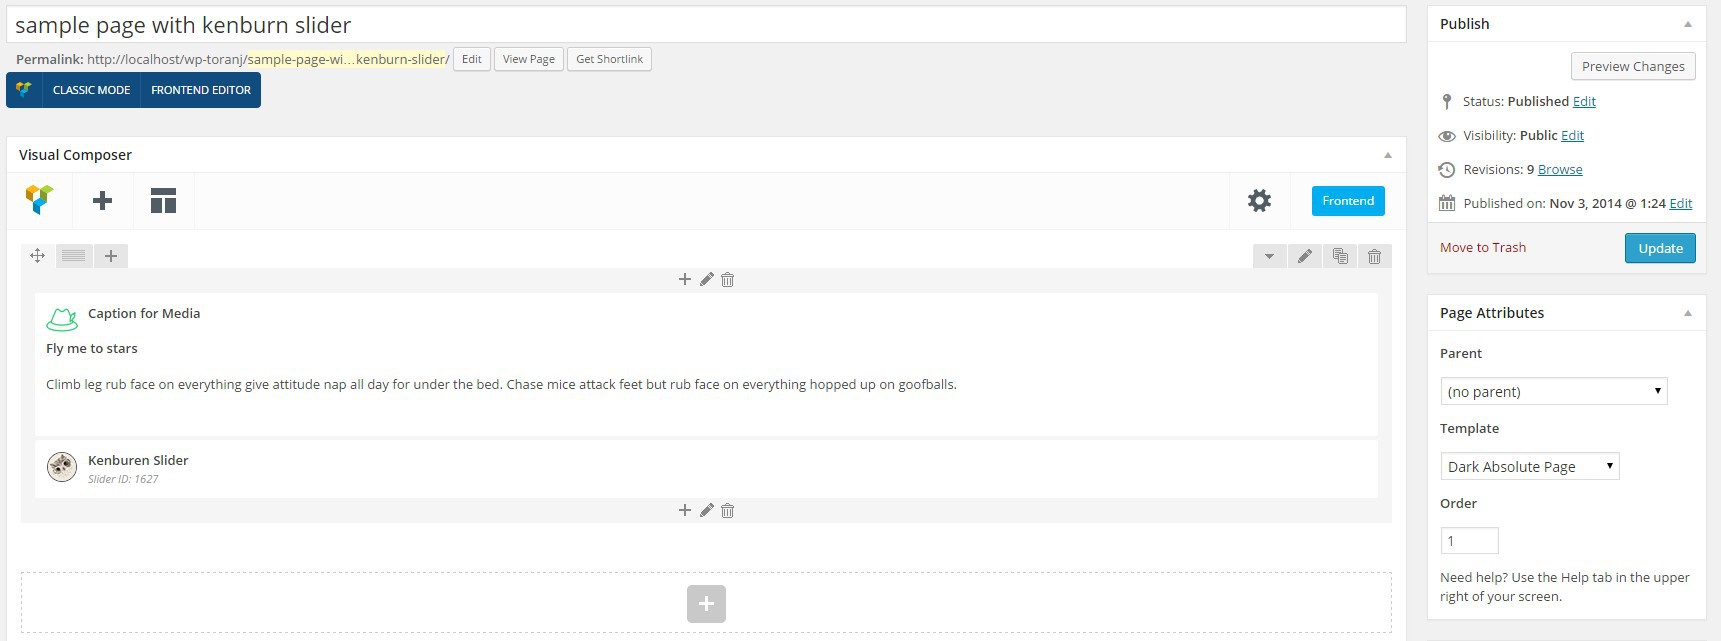 sample page with kenburn slider
Permalink: http://localhost/wp-toranj/sample-page-wi...kenburn-slider/ Edit View Page Get Shortlink
CLASSIC MODE FRONTEND EDITOR
Visual Composer
Frontend
Caption for Media
Fly me to stars
Climb leg rub face on everything give attitude nap all day for under the bed. Chase mice attack feet but rub face on everything hopped up on goofballs.
Kenburen Slider
Slider ID: 1627
Publish
Preview Changes
Status: Published Edit
Visibility: Public Edit
Revisions: 9 Browse
Published on: Nov 3, 2014 @ 1:24 Edit
Move to Trash Update
Page Attributes
Parent
(no parent)
Template
Dark Absolute Page
Order
1
Need help? Use the Help tab in the upper
right of your screen.